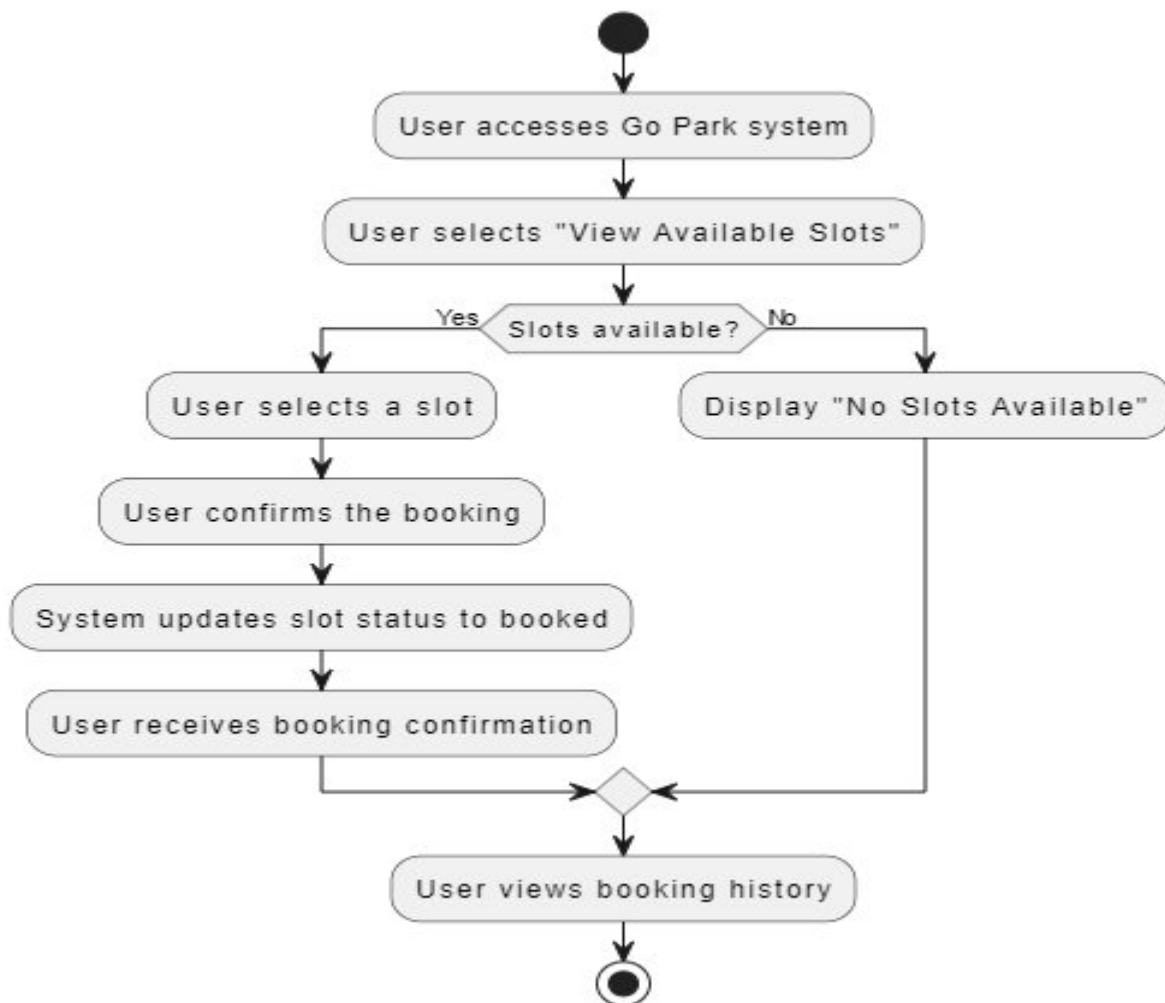 User accesses Go Park system
User selects "View Available Slots"
Yes
Slots available?
No
User selects a slot
Display "No Slots Available"
User confirms the booking
System updates slot status to booked
User receives booking confirmation
User views booking history